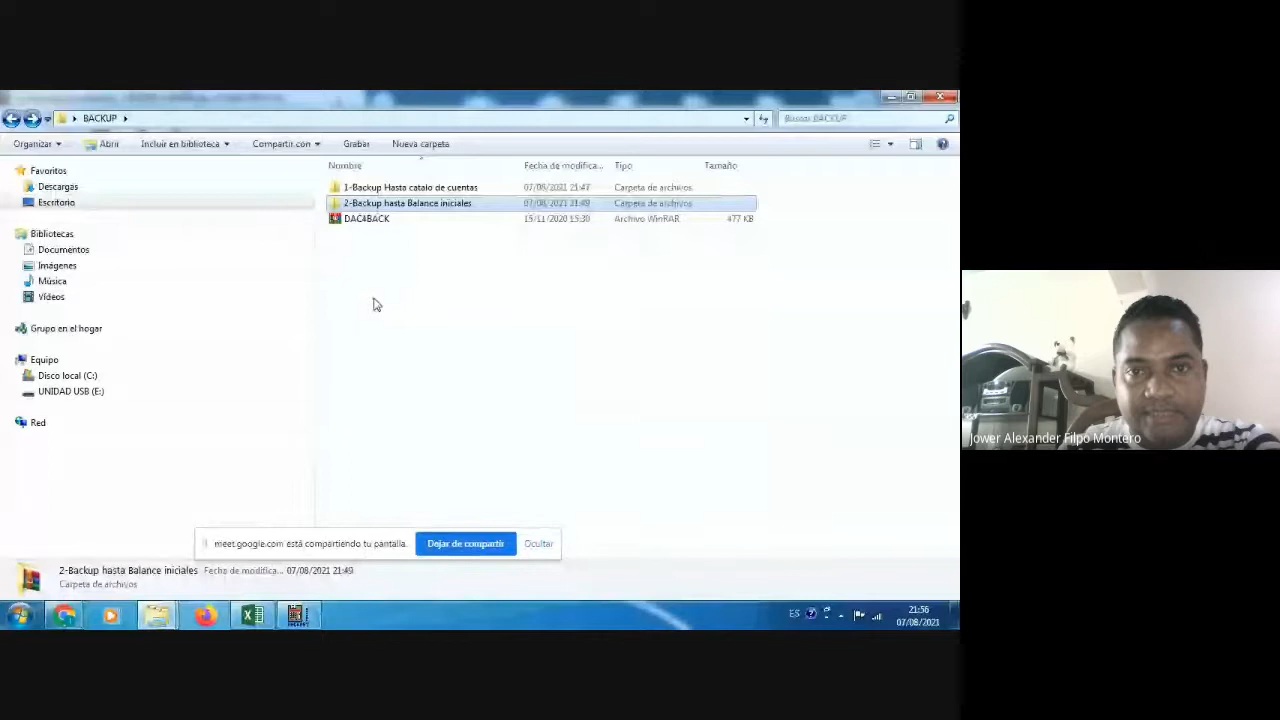 BACKUP
Buscar BACKUP
Organizar
Abrir
Incluir en biblioteca
Compartir con
Grabar
Nueva carpeta
Nombre
Fecha de modifica...
Tipo
Tamaño
Favoritos
Descargas
Escritorio
Bibliotecas
Documentos
Imágenes
Música
Vídeos
Grupo en el hogar
Equipo
Disco local (C:)
UNIDAD USB (E:)
Red
1-Backup Hasta catalo de cuentas 07/08/2021 21:47 Carpeta de archivos
2-Backup hasta Balance iniciales 07/08/2021 21:49 Carpeta de archivos
DAC4BACK 15/11/2020 15:30 Archivo WinRAR 477 KB
meet.google.com está compartiendo tu pantalla.
Dejar de compartir
Ocultar
2-Backup hasta Balance iniciales Fecha de modifica... 07/08/2021 21:49
Carpeta de archivos
ES
21:56
07/08/2021
Jower Alexander Filpo Montero